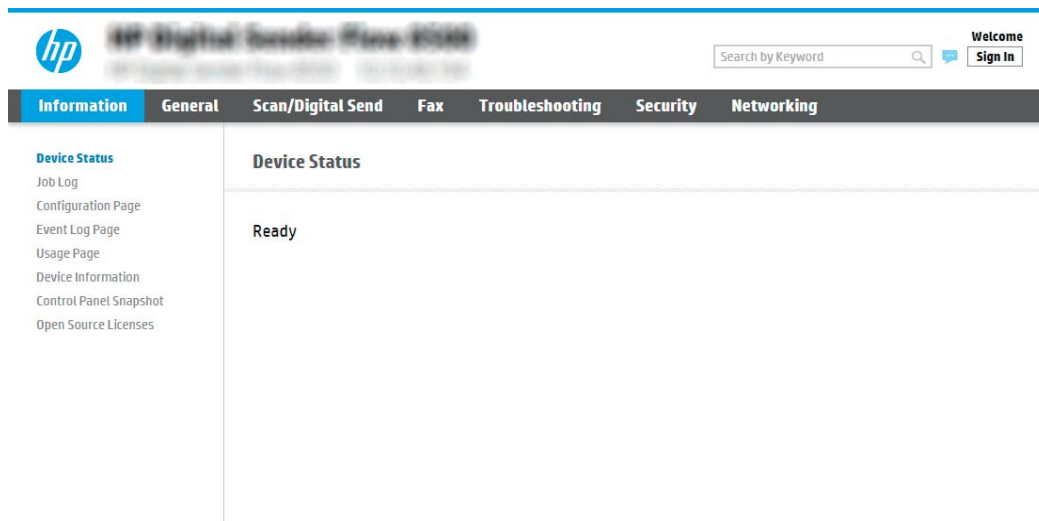 hp
Welcome
Search by Keyword
Sign In
Information General Scan/Digital Send Fax Troubleshooting Security Networking
Device Status
Job Log
Configuration Page
Event Log Page
Usage Page
Device Information
Control Panel Snapshot
Open Source Licenses
Device Status
Ready